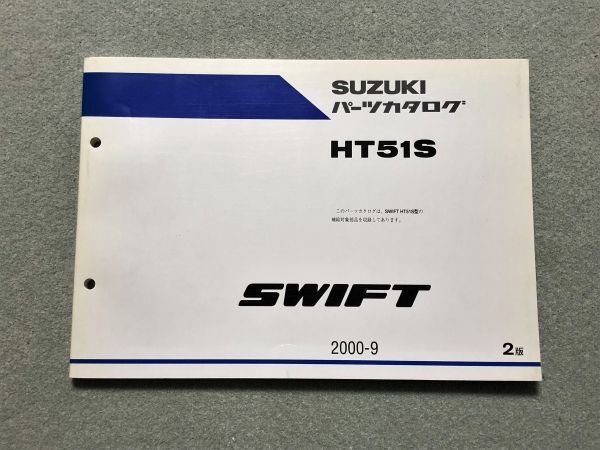 SUZUKI
パーツカタログ
HT51S
このパーツカタログは、SWIFT HT51S型の
補給対象部品を収録してあります。
SWIFT
2000-9
2版